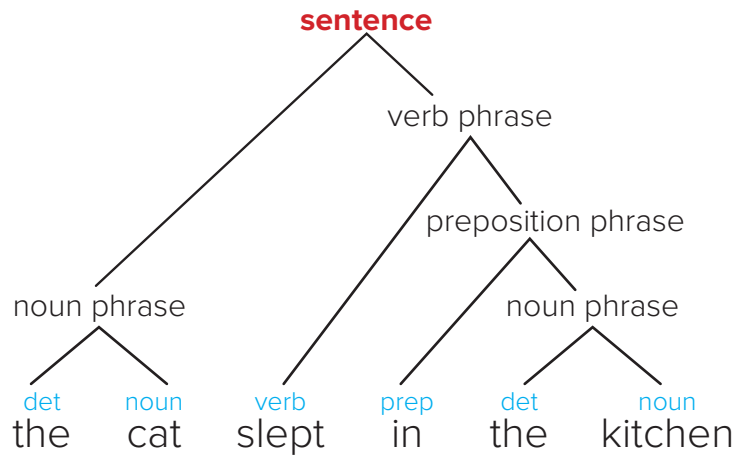 sentence
verb phrase
preposition phrase
noun phrase noun phrase
det noun verb prep det noun
the cat slept in the kitchen